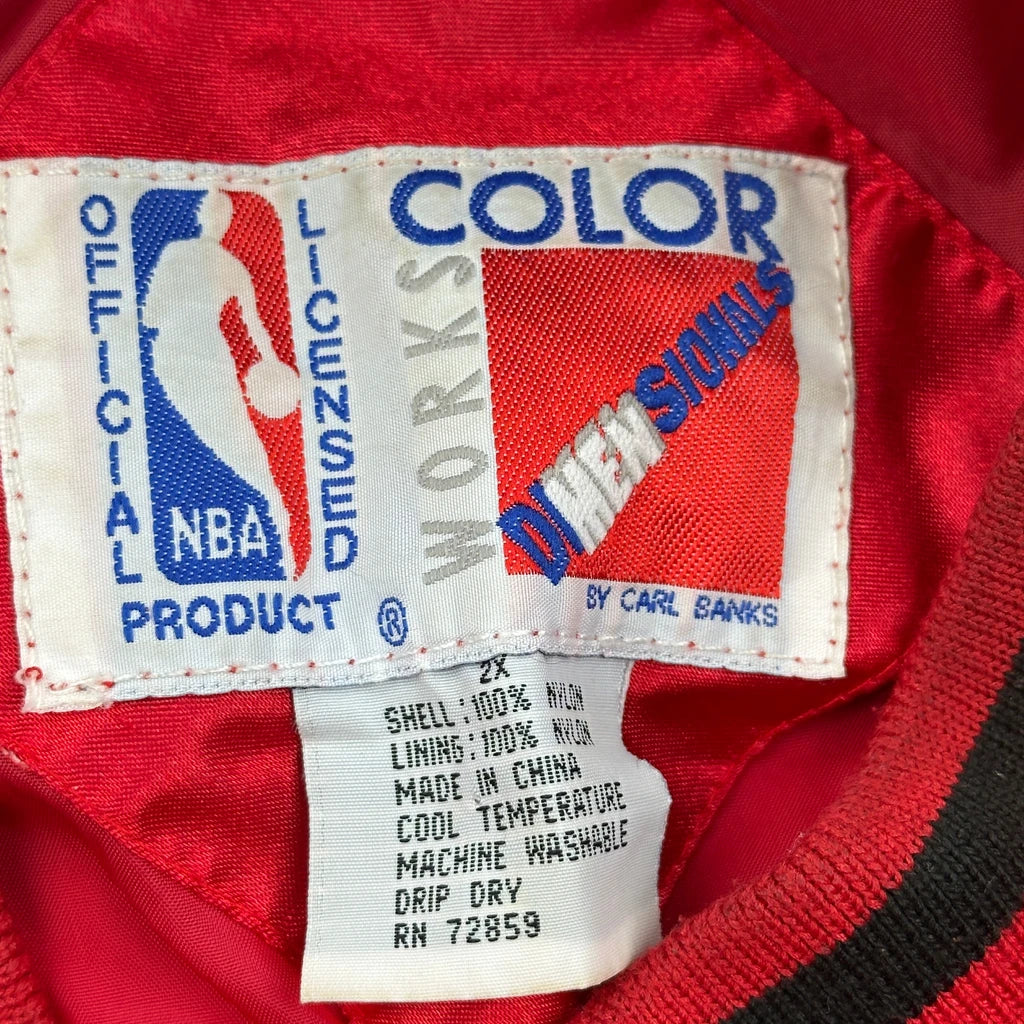 OFFICIAL
LICENSED
NBA
PRODUCT ®
COLOR
WORKS
DIMENSIONALS
BY CARL BANKS
2X
SHELL: 100% NYLON
LINING: 100% NYLON
MADE IN CHINA
COOL TEMPERATURE
MACHINE WASHABLE
DRIP DRY
RN 72859